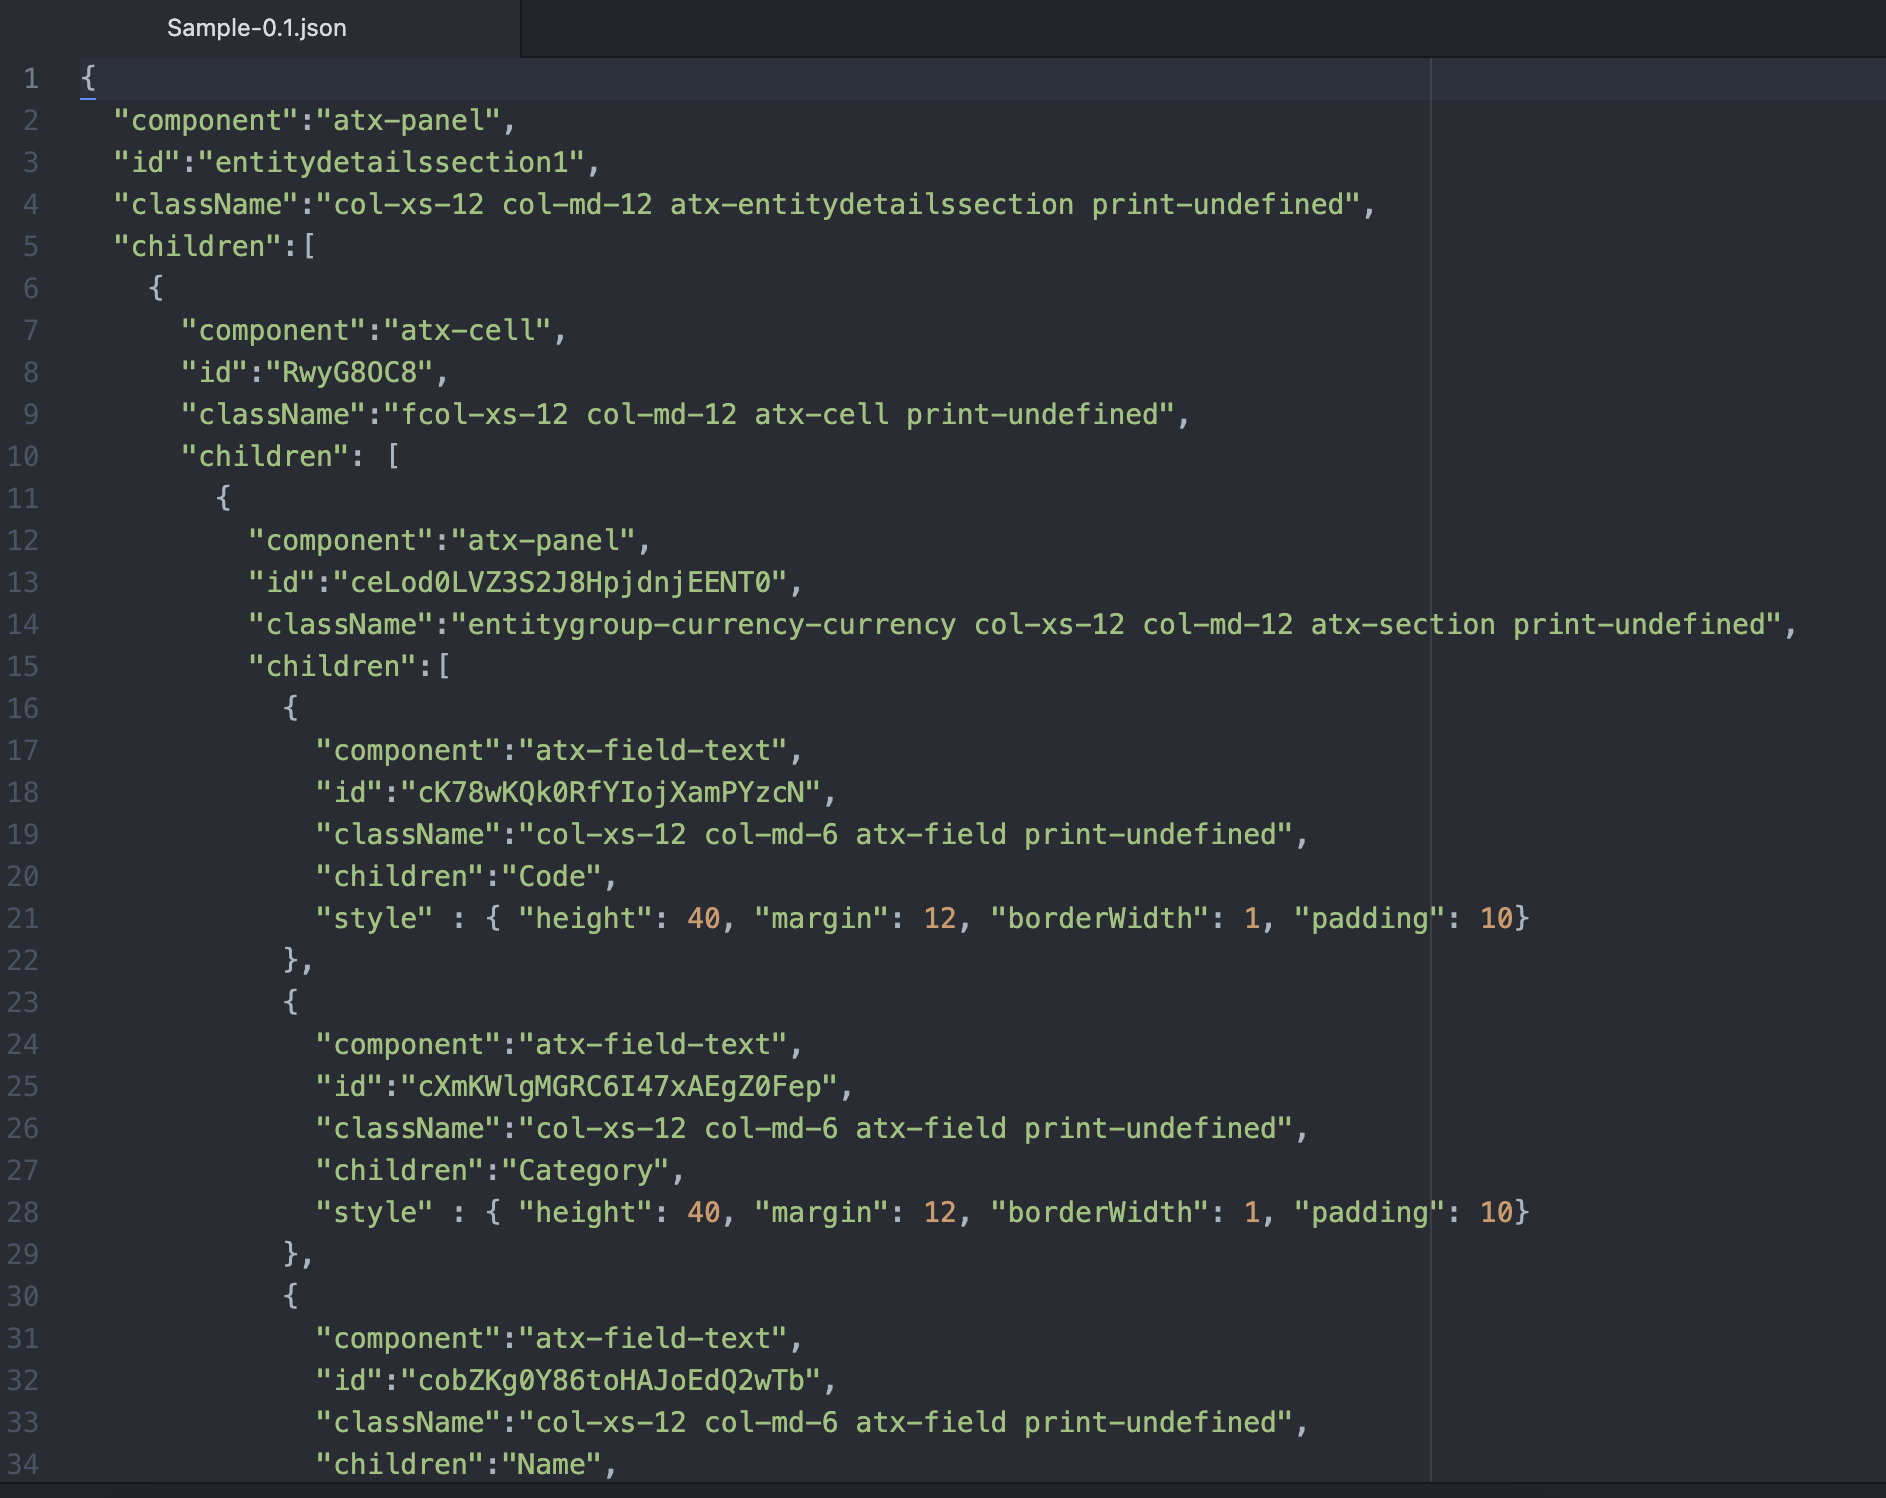 Sample-0.1.json
1 {
2 "component":"atx-panel",
3 "id":"entitydetailssection1",
4 "className":"col-xs-12 col-md-12 atx-entitydetailssection print-undefined",
5 "children":[
6 {
7 "component":"atx-cell",
8 "id":"RwyG8OC8",
9 "className":"fcol-xs-12 col-md-12 atx-cell print-undefined",
10 "children": [
11 {
12 "component":"atx-panel",
13 "id":"ceLod0LVZ3S2J8HpjdnjEENT0",
14 "className":"entitygroup-currency-currency col-xs-12 col-md-12 atx-section print-undefined",
15 "children":[
16 {
17 "component":"atx-field-text",
18 "id":"cK78wKQk0RfYIojXamPYzcN",
19 "className":"col-xs-12 col-md-6 atx-field print-undefined",
20 "children":"Code",
21 "style" : { "height": 40, "margin": 12, "borderWidth": 1, "padding": 10}
22 },
23 {
24 "component":"atx-field-text",
25 "id":"cXmKWlgMGRC6I47xAEgZ0Fep",
26 "className":"col-xs-12 col-md-6 atx-field print-undefined",
27 "children":"Category",
28 "style" : { "height": 40, "margin": 12, "borderWidth": 1, "padding": 10}
29 },
30 {
31 "component":"atx-field-text",
32 "id":"cobZKg0Y86toHAJoEdQ2wTb",
33 "className":"col-xs-12 col-md-6 atx-field print-undefined",
34 "children":"Name",